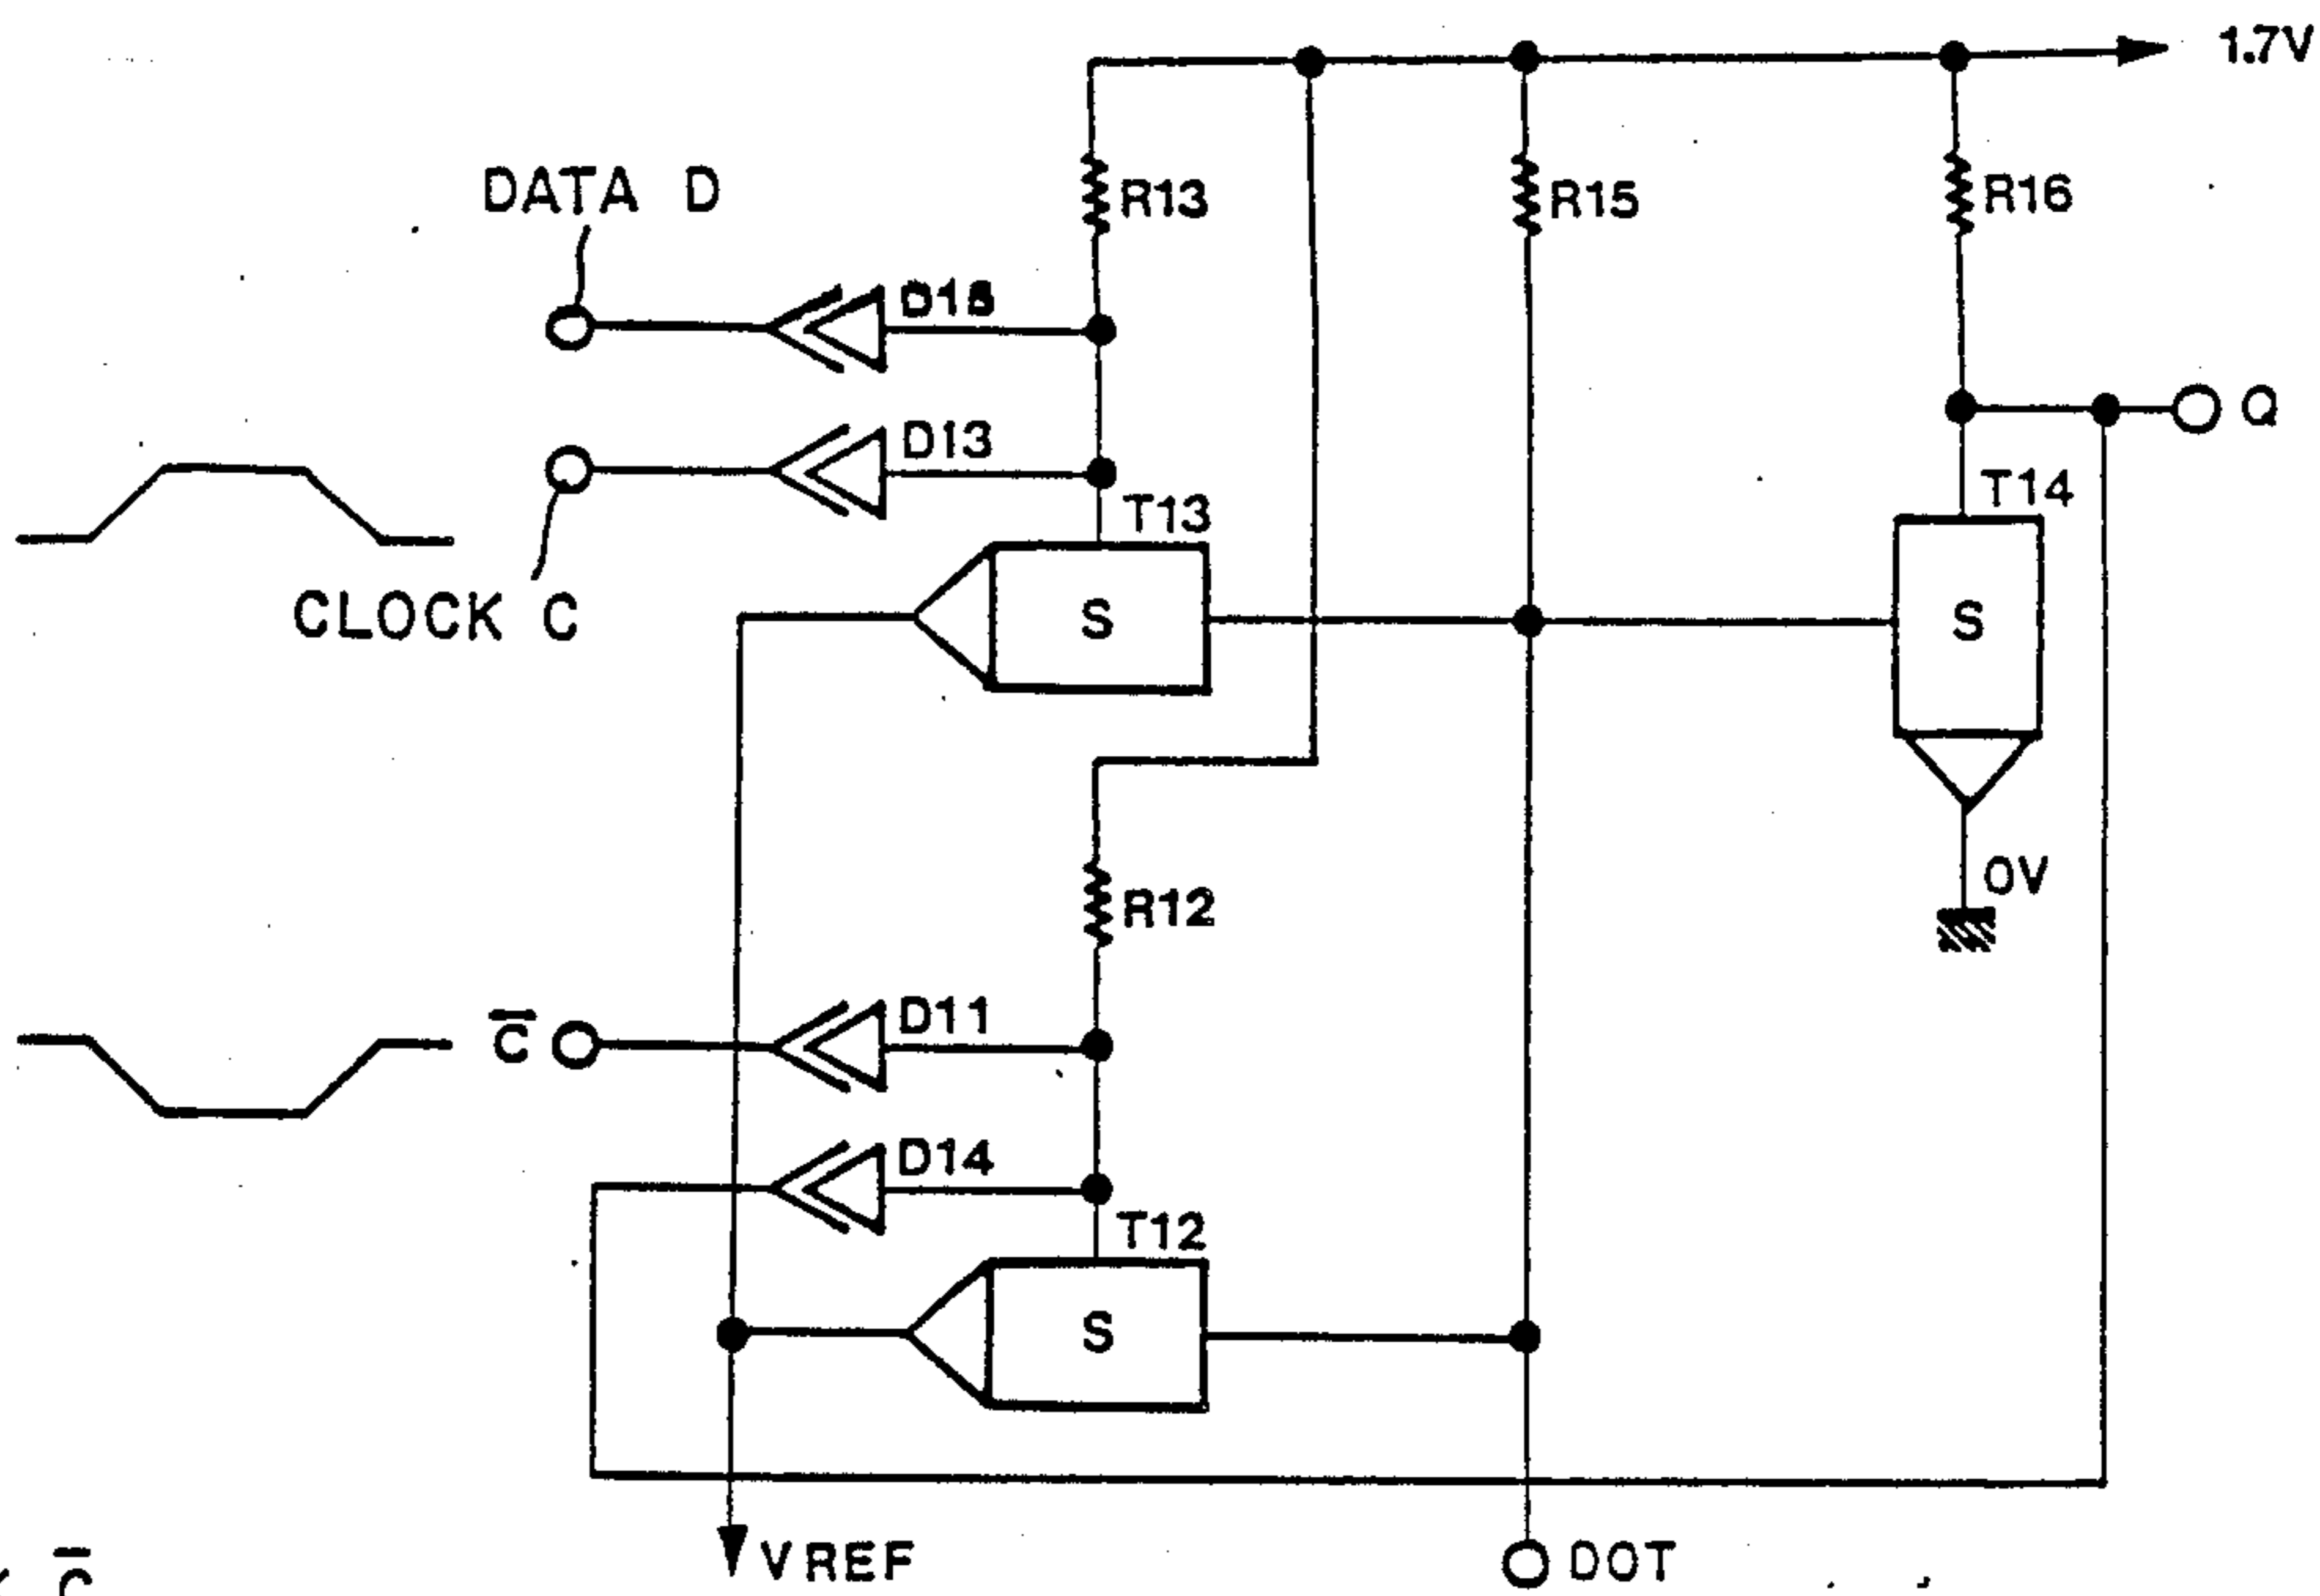 1.7V
DATA D
R13
R15
R16
D13
Q
T14
T13
CLOCK C
S
S
0V
R12
C̅
D11
D14
T12
S
VREF
DOT
C̅